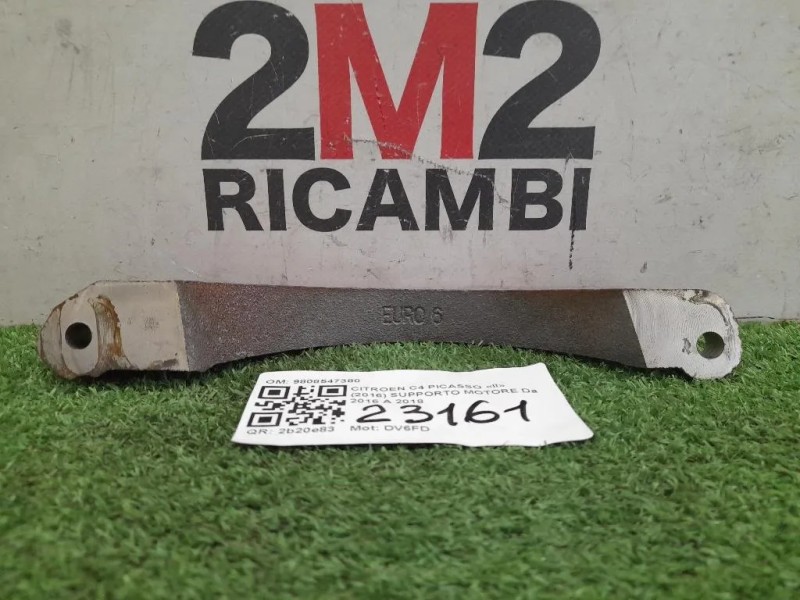 2M2
RICAMBI
EURO 6
OM: 9808547380
CITROEN C4 PICASSO «II»
(2016) SUPPORTO MOTORE Da
2016 A 2018
23161
QR: 2b20e83 Mot: DV6FD